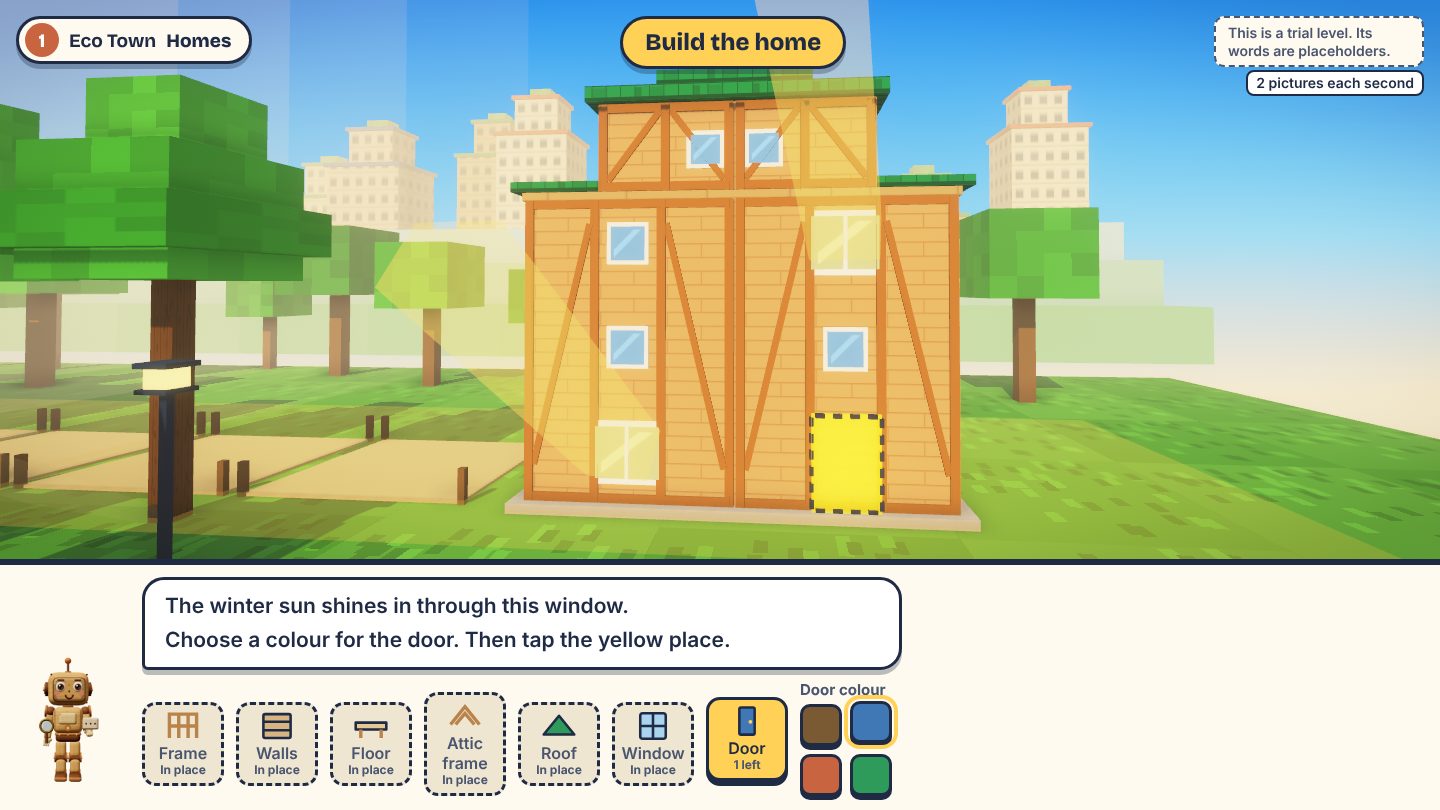 1 Eco Town Homes
Build the home
This is a trial level. Its
words are placeholders.
2 pictures each second
The winter sun shines in through this window.
Choose a colour for the door. Then tap the yellow place.
Door colour
Frame
In place
Walls
In place
Floor
In place
Attic
frame
In place
Roof
In place
Window
In place
Door
1 left